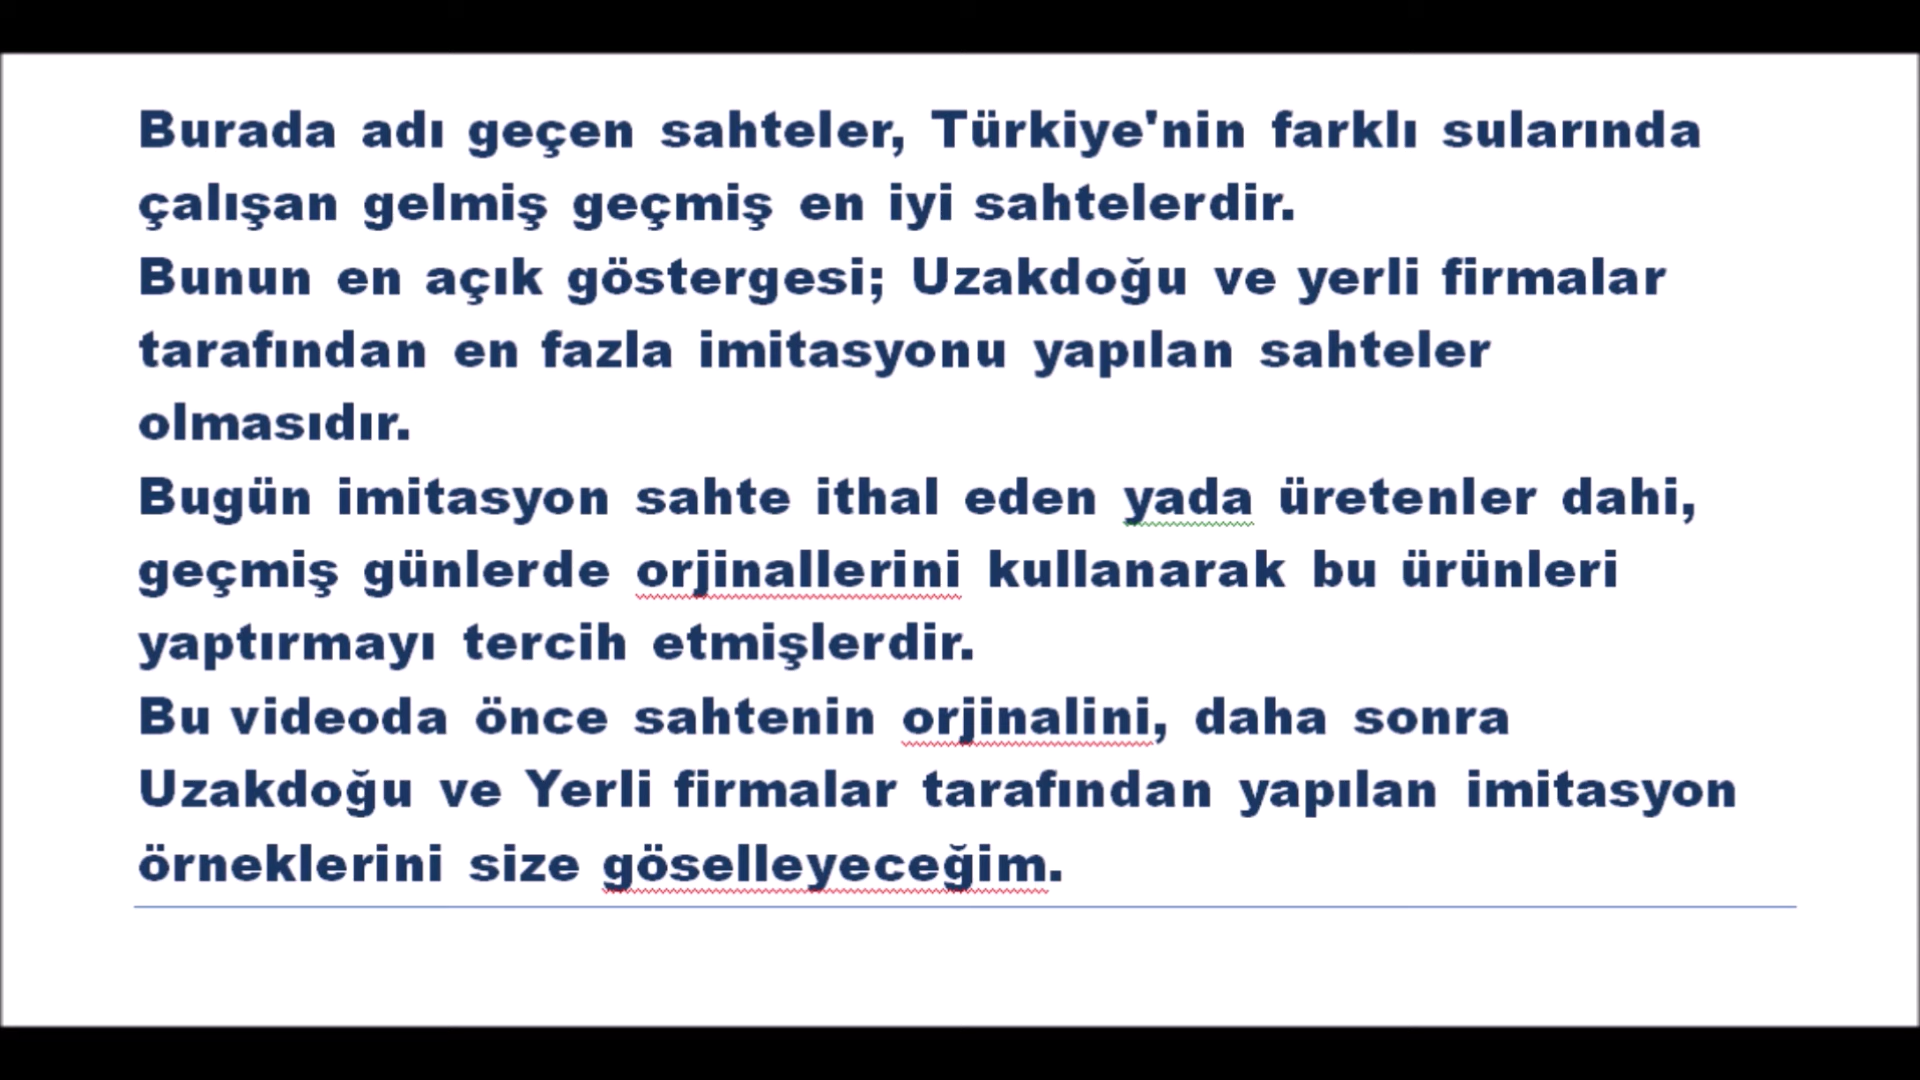 Burada adı geçen sahteler, Türkiye'nin farklı sularında
çalışan gelmiş geçmiş en iyi sahtelerdir.
Bunun en açık göstergesi; Uzakdoğu ve yerli firmalar
tarafından en fazla imitasyonu yapılan sahteler
olmasıdır.
Bugün imitasyon sahte ithal eden yada üretenler dahi,
geçmiş günlerde orjinallerini kullanarak bu ürünleri
yaptırmayı tercih etmişlerdir.
Bu videoda önce sahtenin orjinalini, daha sonra
Uzakdoğu ve Yerli firmalar tarafından yapılan imitasyon
örneklerini size göselleyeceğim.